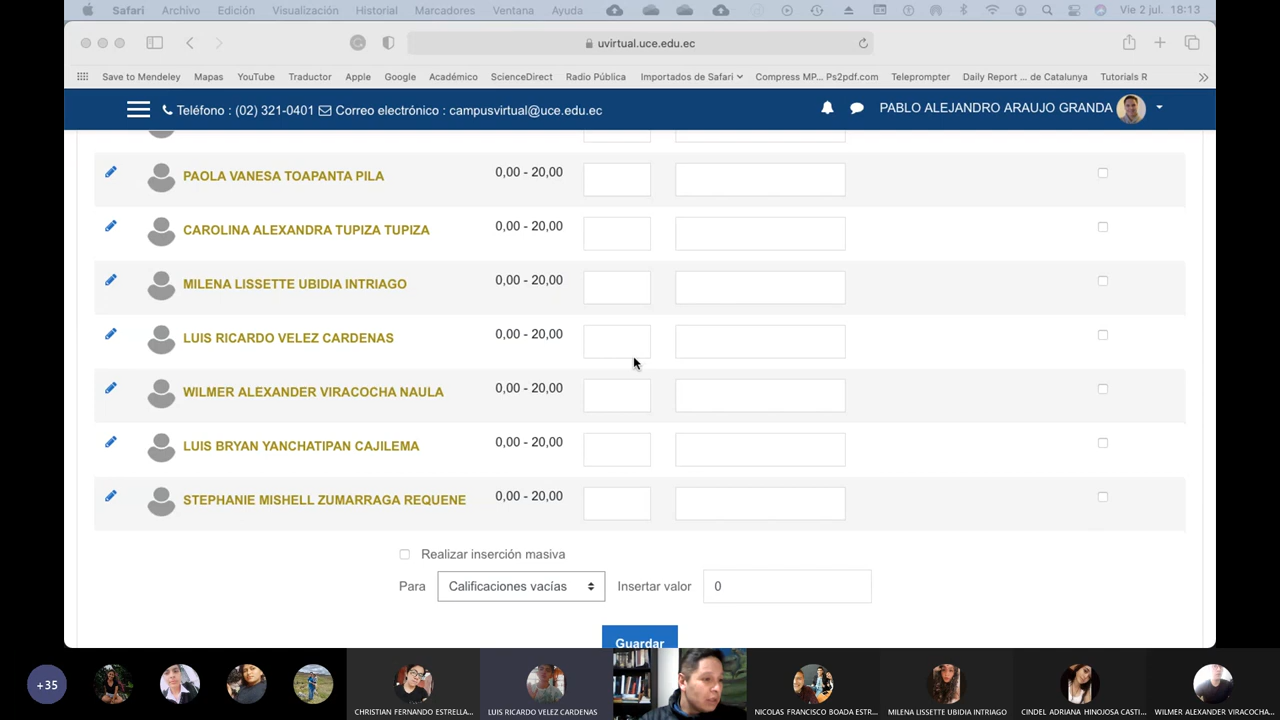 Safari Archivo Edición Visualización Historial Marcadores Ventana Ayuda Vie 2 jul. 18:13
uvirtual.uce.edu.ec
Save to Mendeley Mapas YouTube Traductor Apple Google Académico ScienceDirect Radio Pública Importados de Safari Compress MP... Ps2pdf.com Teleprompter Daily Report ... de Catalunya Tutorials R
Teléfono : (02) 321-0401 Correo electrónico : campusvirtual@uce.edu.ec PABLO ALEJANDRO ARAUJO GRANDA
PAOLA VANESA TOAPANTA PILA 0,00 - 20,00
CAROLINA ALEXANDRA TUPIZA TUPIZA 0,00 - 20,00
MILENA LISSETTE UBIDIA INTRIAGO 0,00 - 20,00
LUIS RICARDO VELEZ CARDENAS 0,00 - 20,00
WILMER ALEXANDER VIRACOCHA NAULA 0,00 - 20,00
LUIS BRYAN YANCHATIPAN CAJILEMA 0,00 - 20,00
STEPHANIE MISHELL ZUMARRAGA REQUENE 0,00 - 20,00
Realizar inserción masiva
Para Calificaciones vacías Insertar valor 0
Guardar
+35
CHRISTIAN FERNANDO ESTRELLA... LUIS RICARDO VELEZ CARDENAS NICOLAS FRANCISCO BOADA ESTR... MILENA LISSETTE UBIDIA INTRIAGO CINDEL ADRIANA HINOJOSA CASTI... WILMER ALEXANDER VIRACOCHA...